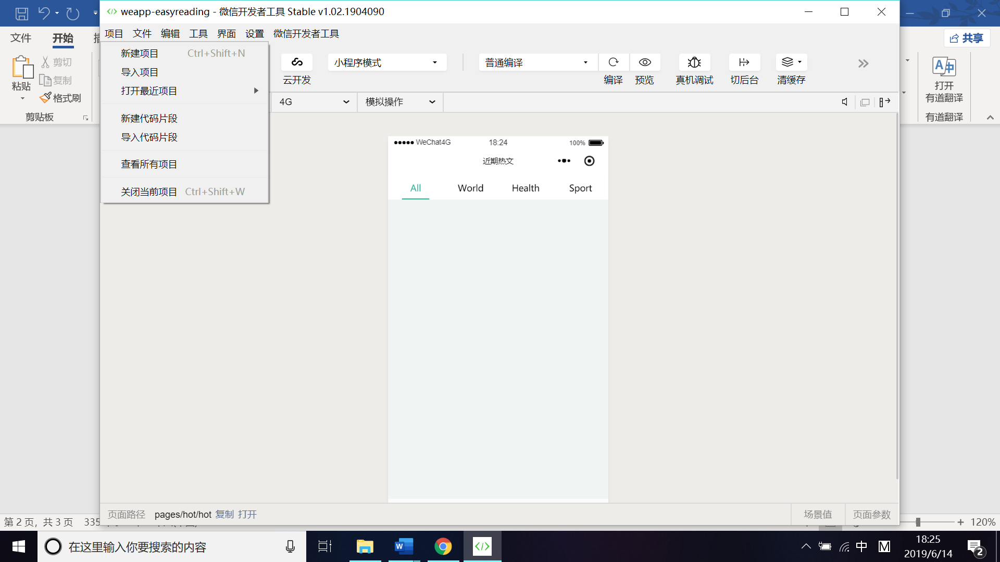 weapp-easyreading - 微信开发者工具 Stable v1.02.1904090
文件 开始
共享
项目 文件 编辑 工具 界面 设置 微信开发者工具
新建项目 Ctrl+Shift+N
导入项目
打开最近项目
新建代码片段
导入代码片段
查看所有项目
关闭当前项目 Ctrl+Shift+W
粘贴
剪切
复制
格式刷
剪贴板
云开发
小程序模式
普通编译
编译
预览
真机调试
切后台
清缓存
打开
有道翻译
有道翻译
4G
模拟操作
WeChat4G 18:24 100%
近期热文
All World Health Sport
页面路径 pages/hot/hot 复制 打开
场景值 页面参数
第 2 页，共 3 页 335
120%
在这里输入你要搜索的内容
中
M
18:25
2019/6/14
2